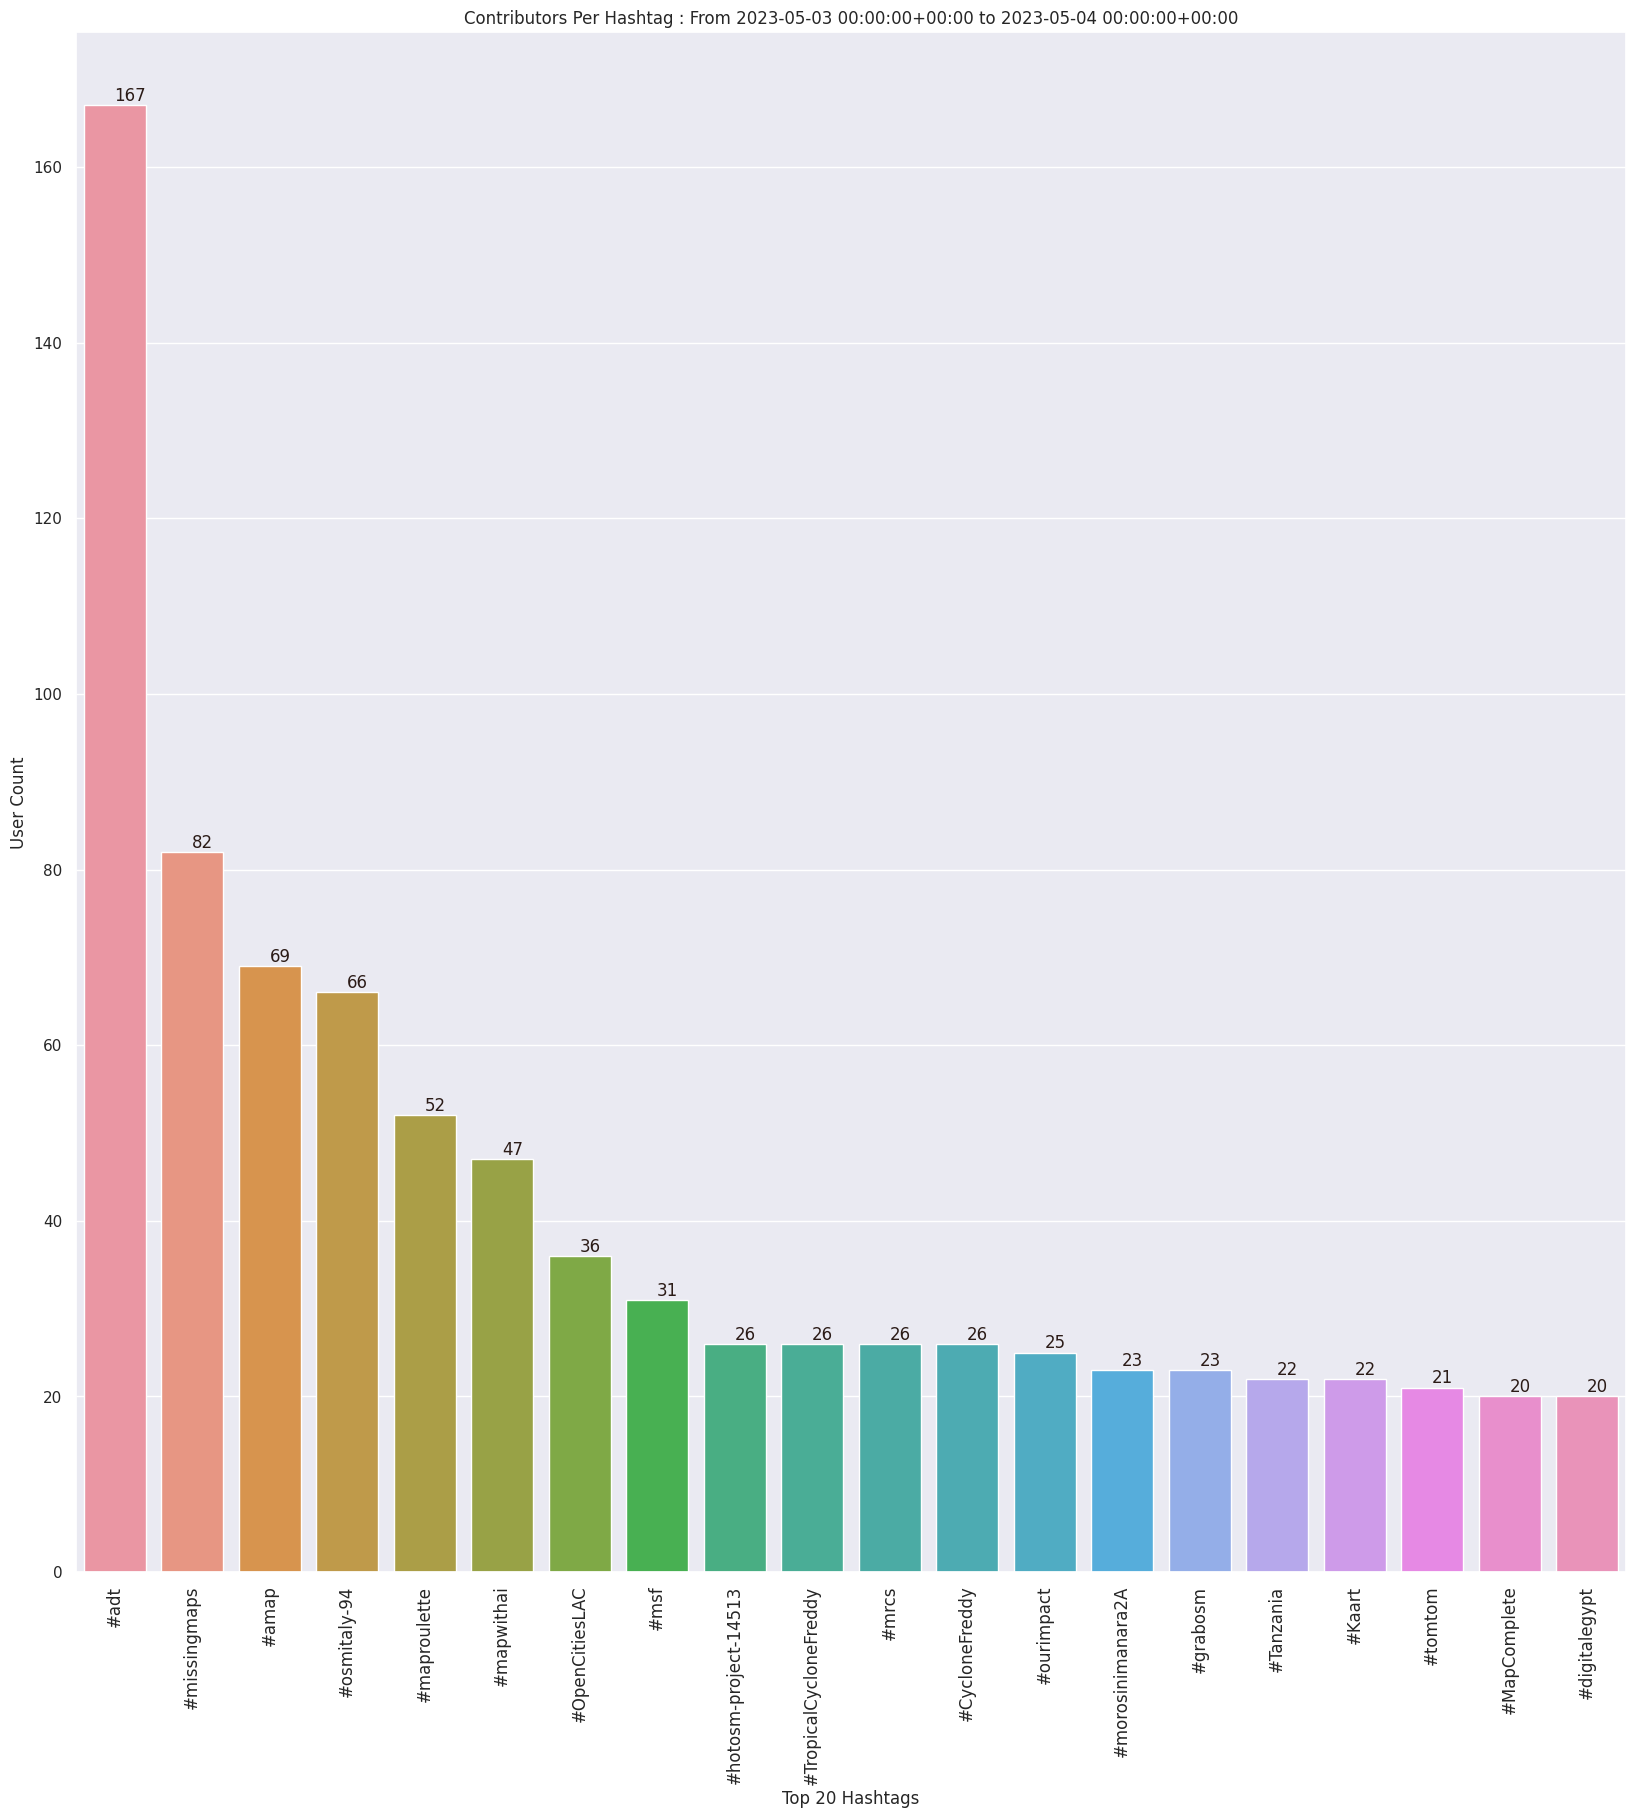 Contributors Per Hashtag : From 2023-05-03 00:00:00+00:00 to 2023-05-04 00:00:00+00:00
User Count
160
140
120
100
80
60
40
20
0
167
82
69
66
52
47
36
31
26
26
26
26
25
23
23
22
22
21
20
20
#adt
#missingmaps
#amap
#osmitaly-94
#maproulette
#mapwithai
#OpenCitiesLAC
#msf
#hotosm-project-14513
#TropicalCycloneFreddy
#mrcs
#CycloneFreddy
#ourimpact
#morosinimanara2A
#grabosm
#Tanzania
#Kaart
#tomtom
#MapComplete
#digitalegypt
Top 20 Hashtags